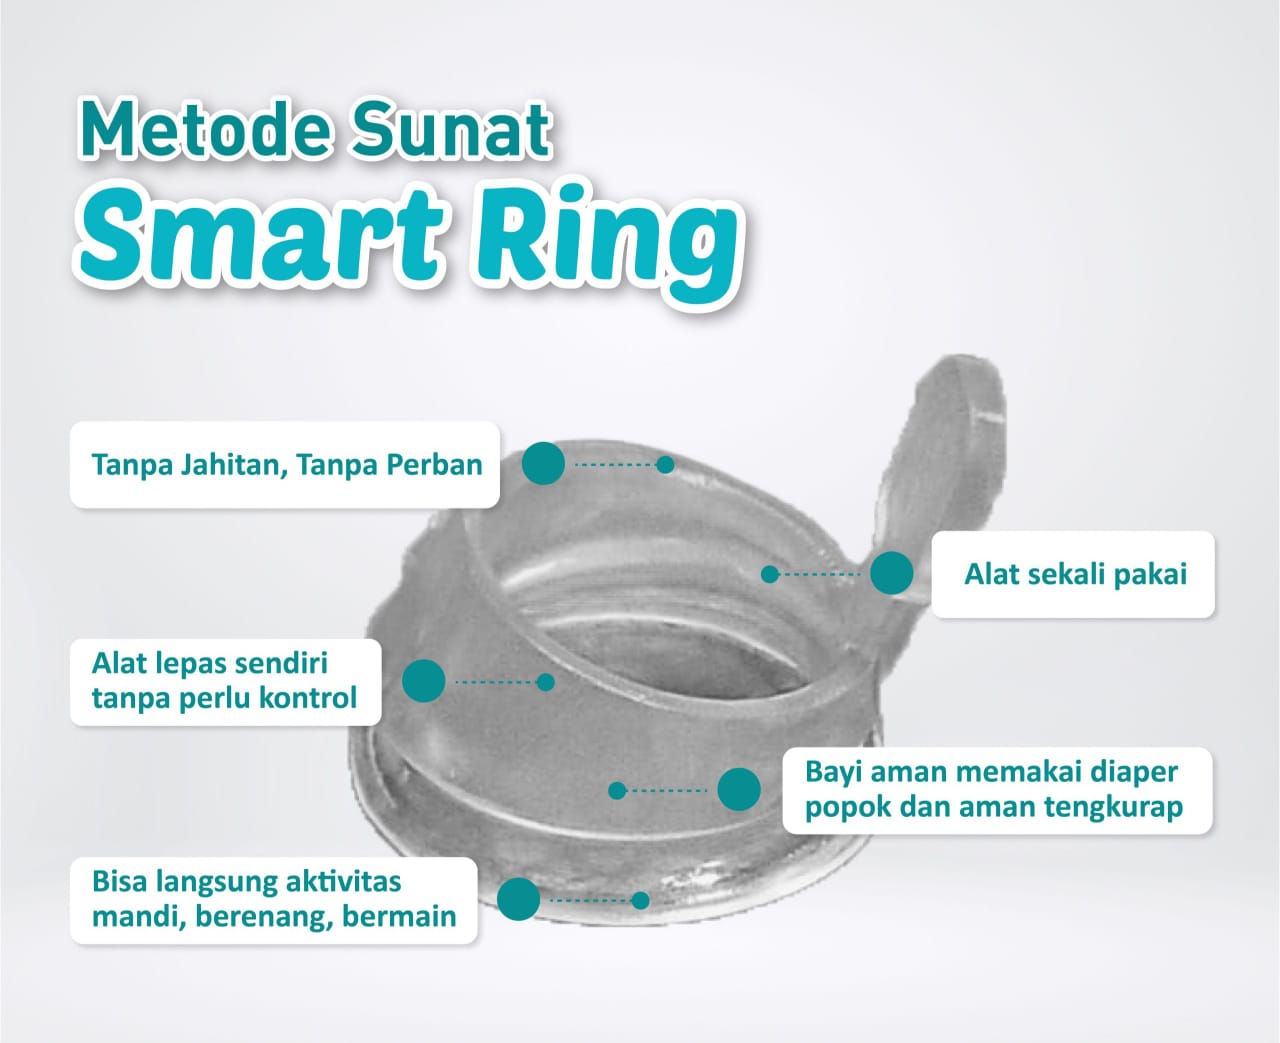 Metode Sunat
Smart Ring
Tanpa Jahitan, Tanpa Perban
Alat sekali pakai
Alat lepas sendiri
tanpa perlu kontrol
Bayi aman memakai diaper
popok dan aman tengkurap
Bisa langsung aktivitas
mandi, berenang, bermain